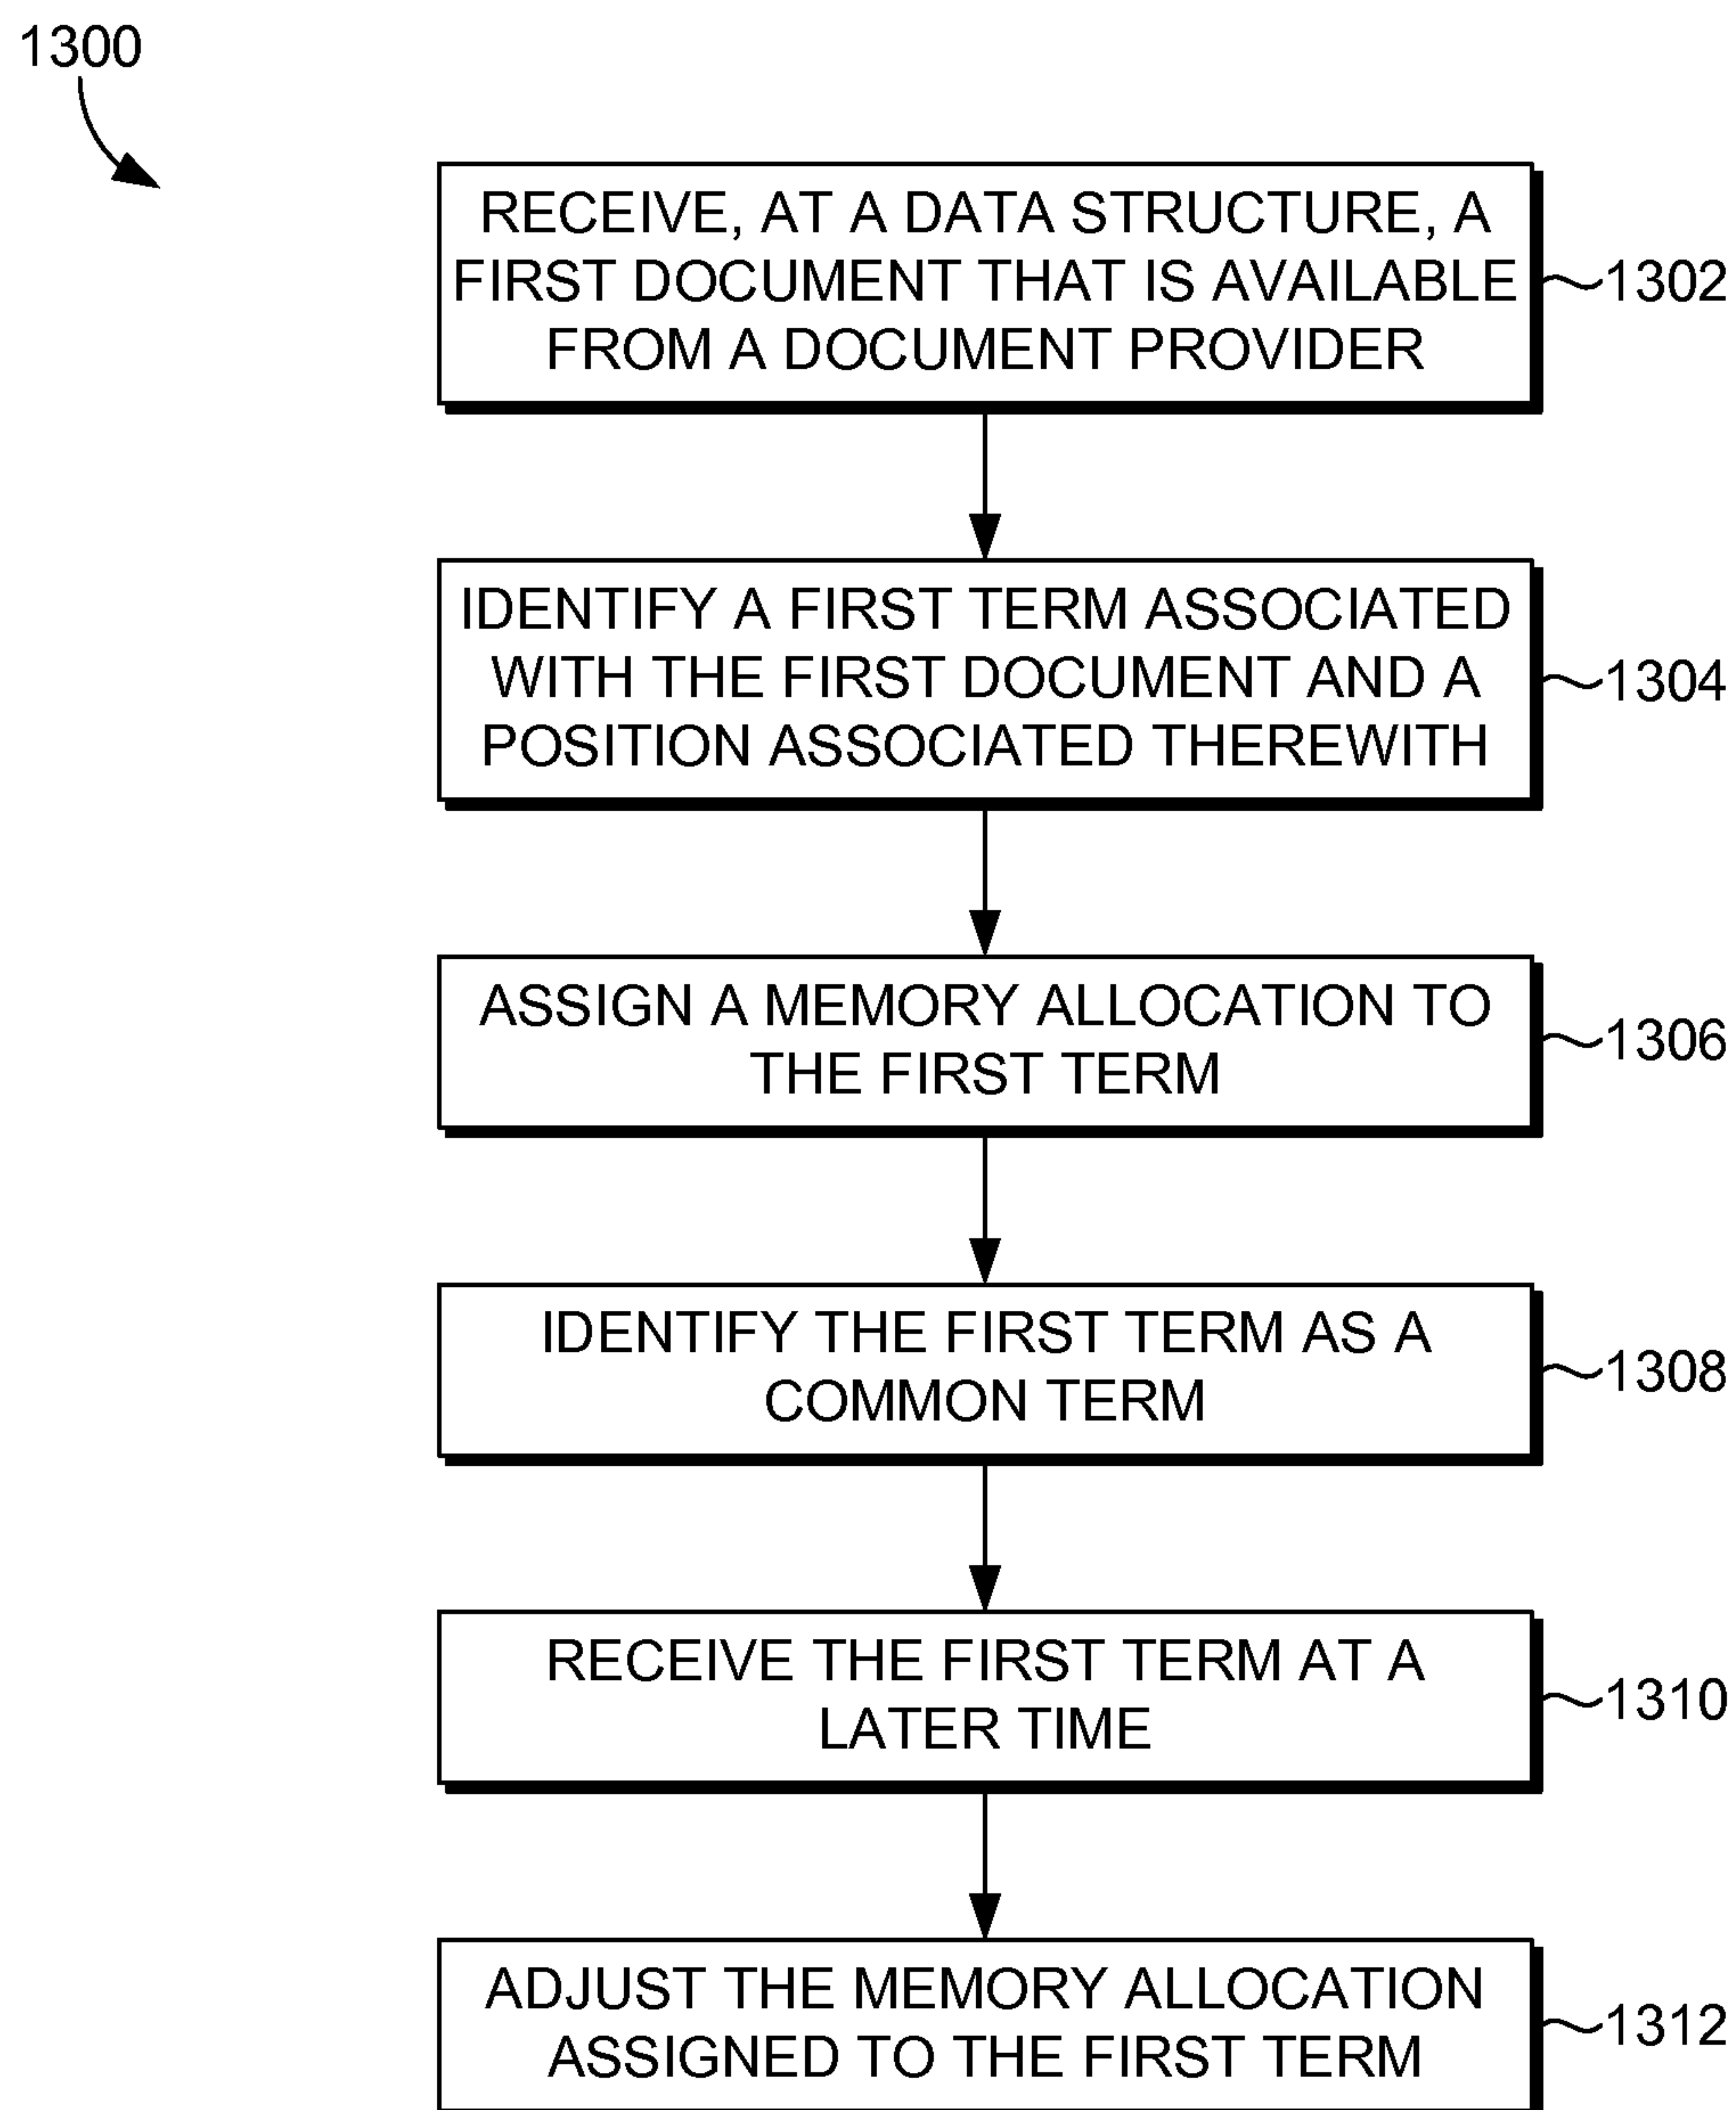 1300
RECEIVE, AT A DATA STRUCTURE, A
FIRST DOCUMENT THAT IS AVAILABLE
FROM A DOCUMENT PROVIDER
1302
IDENTIFY A FIRST TERM ASSOCIATED
WITH THE FIRST DOCUMENT AND A
POSITION ASSOCIATED THEREWITH
1304
ASSIGN A MEMORY ALLOCATION TO
THE FIRST TERM
1306
IDENTIFY THE FIRST TERM AS A
COMMON TERM
1308
RECEIVE THE FIRST TERM AT A
LATER TIME
1310
ADJUST THE MEMORY ALLOCATION
ASSIGNED TO THE FIRST TERM
1312